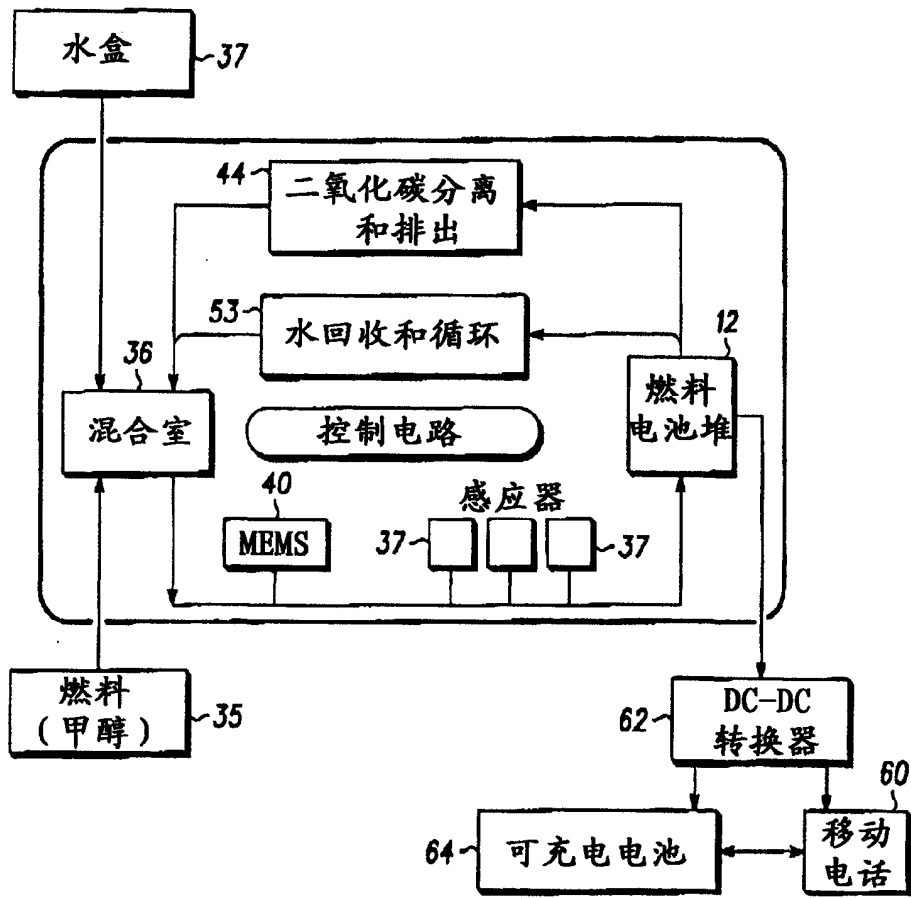 水盒
37
44
二氧化碳分离
和排出
53
水回收和循环
12
燃料
电池堆
36
混合室
控制电路
40
MEMS
感应器
37
37
燃料
(甲醇)
35
DC-DC
转换器
62
60
移动
电话
64
可充电电池